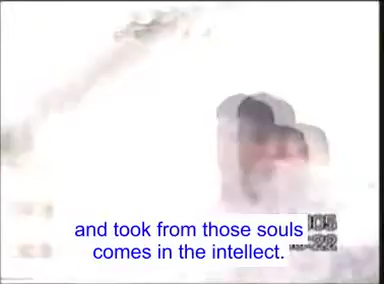 and took from those souls
comes in the intellect.